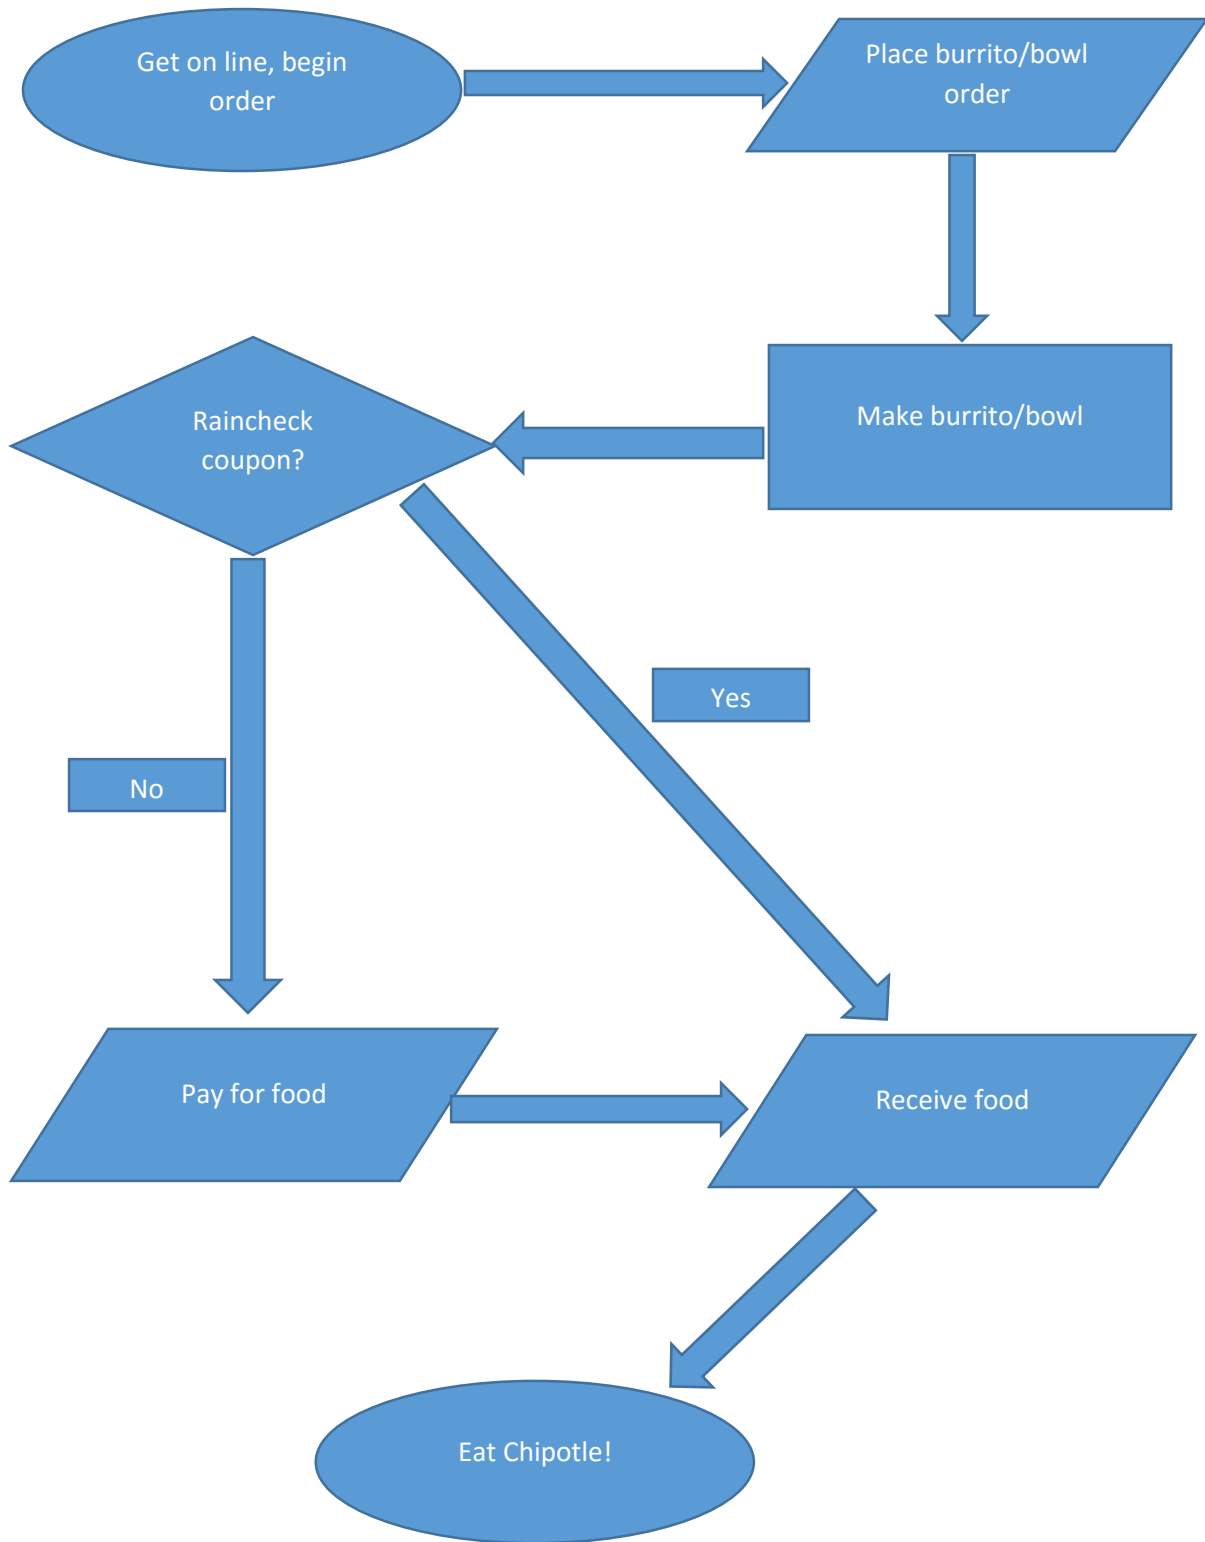 Get on line, begin
order
Place burrito/bowl
order
Make burrito/bowl
Raincheck
coupon?
Yes
No
Pay for food
Receive food
Eat Chipotle!